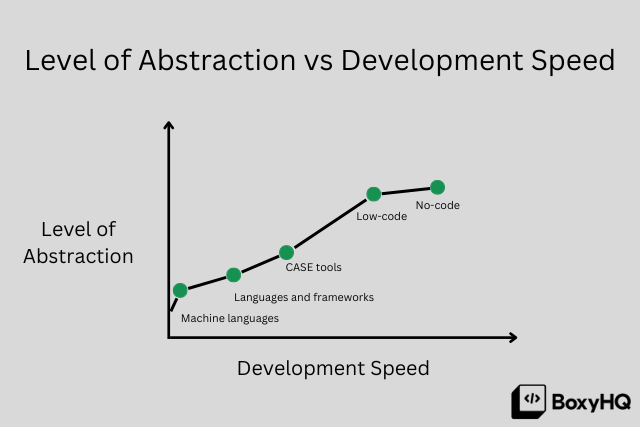 Level of Abstraction vs Development Speed
Level of
Abstraction
No-code
Low-code
CASE tools
Languages and frameworks
Machine languages
Development Speed
</> BoxyHQ